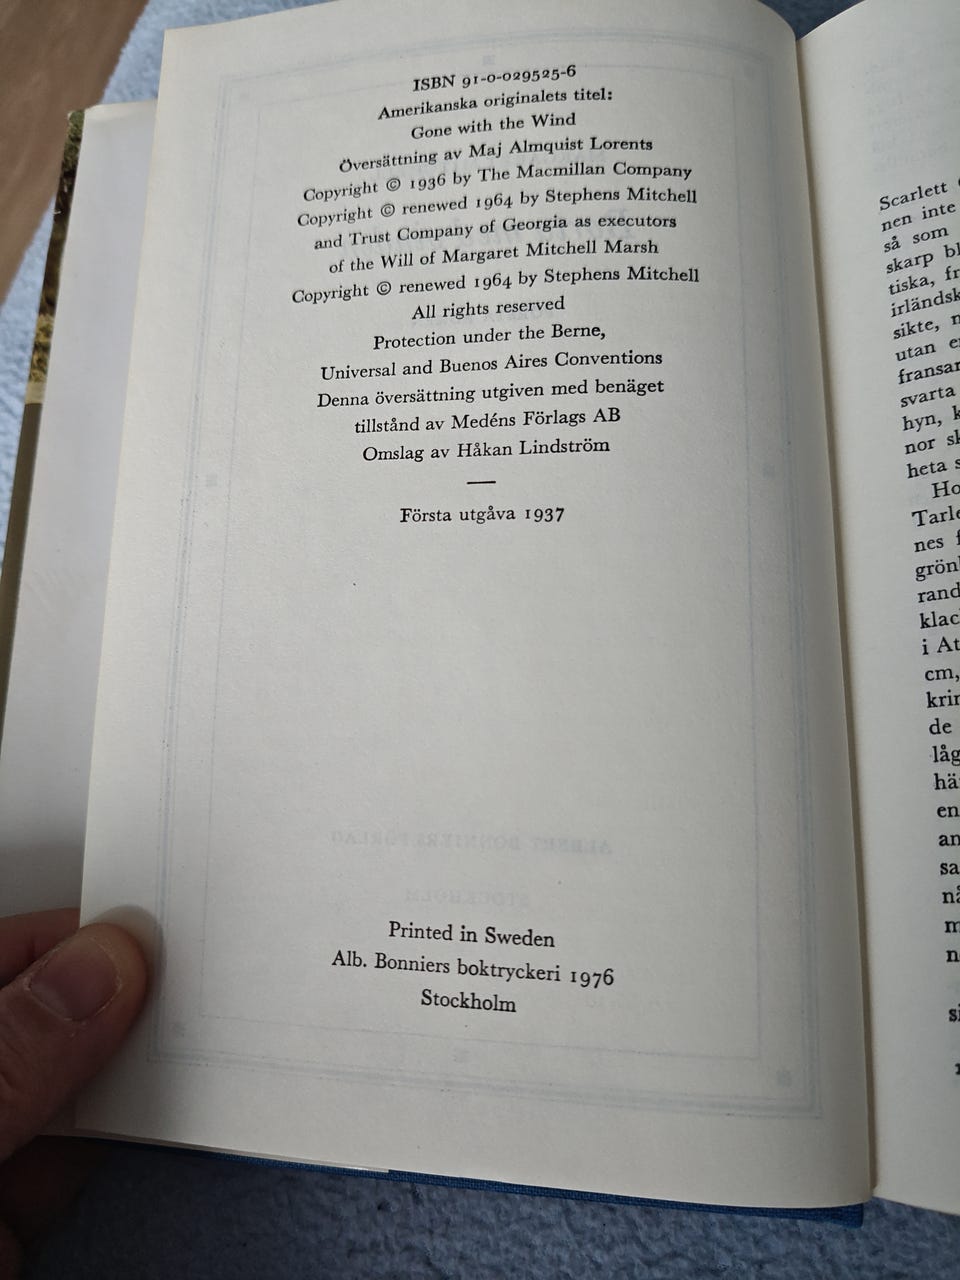 ISBN 91-0-029525-6
Amerikanska originalets titel:
Gone with the Wind
Översättning av Maj Almquist Lorents
Copyright © 1936 by The Macmillan Company
Copyright © renewed 1964 by Stephens Mitchell
and Trust Company of Georgia as executors
of the Will of Margaret Mitchell Marsh
Copyright © renewed 1964 by Stephens Mitchell
All rights reserved
Protection under the Berne,
Universal and Buenos Aires Conventions
Denna översättning utgiven med benäget
tillstånd av Medéns Förlags AB
Omslag av Håkan Lindström
Första utgåva 1937
ALBERT BONNIERS FÖRLAG
STOCKHOLM
Printed in Sweden
Alb. Bonniers boktryckeri 1976
Stockholm
Scarlett
nen inte
så som
skarp
tiska,
irländsk
sikte,
utan
fransar
svarta
hyn,
nor
heta
Tarle
nes
grön
rand
klac
i At
cm,
krin
de
låg
hä
en
an
sa
nå